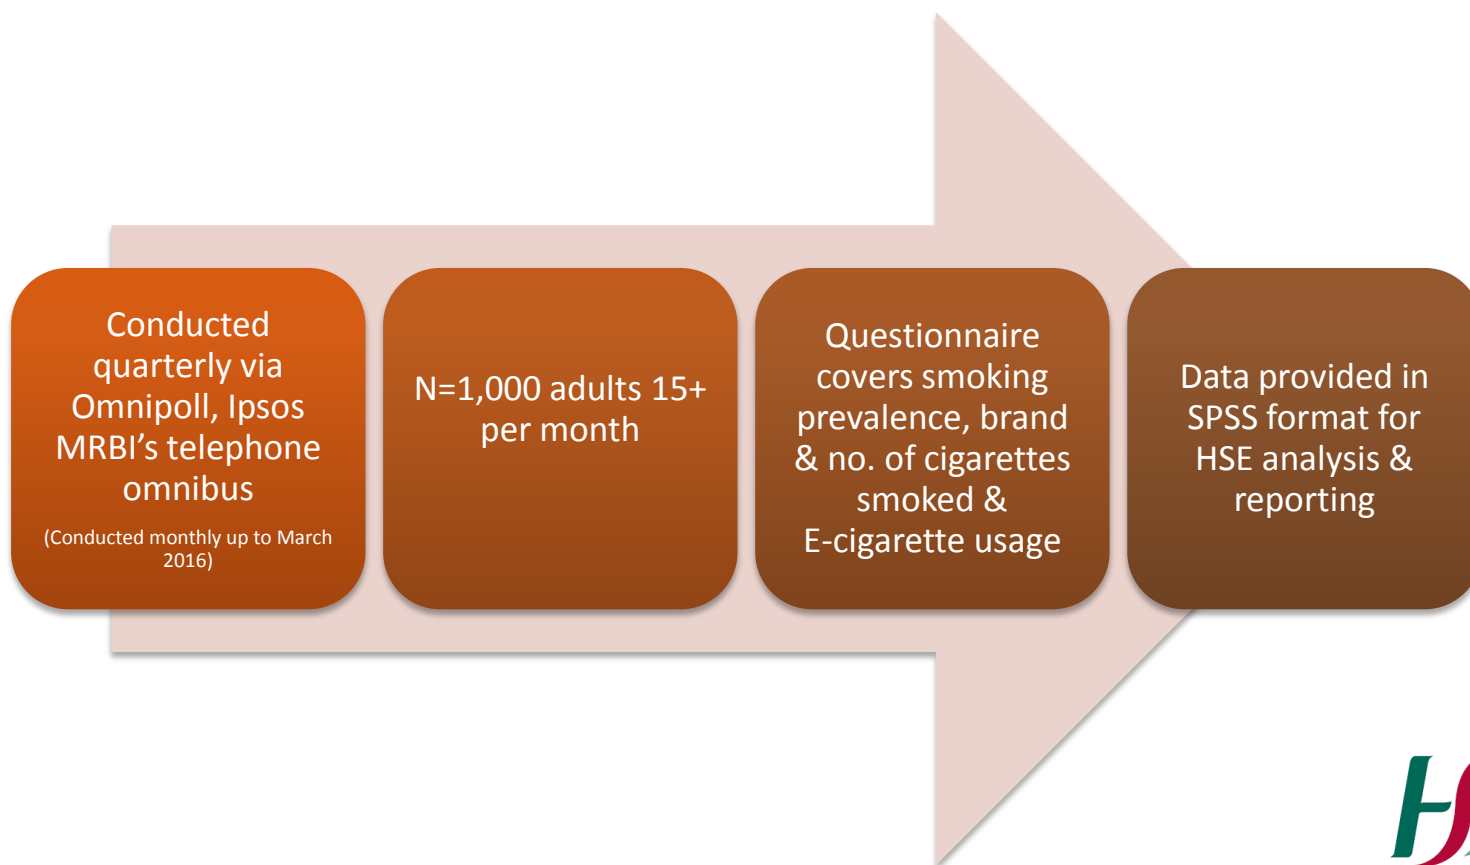 Conducted
quarterly via
Omnipoll, Ipsos
MRBI’s telephone
omnibus
(Conducted monthly up to March
2016)
N=1,000 adults 15+
per month
Questionnaire
covers smoking
prevalence, brand
& no. of cigarettes
smoked &
E-cigarette usage
Data provided in
SPSS format for
HSE analysis &
reporting